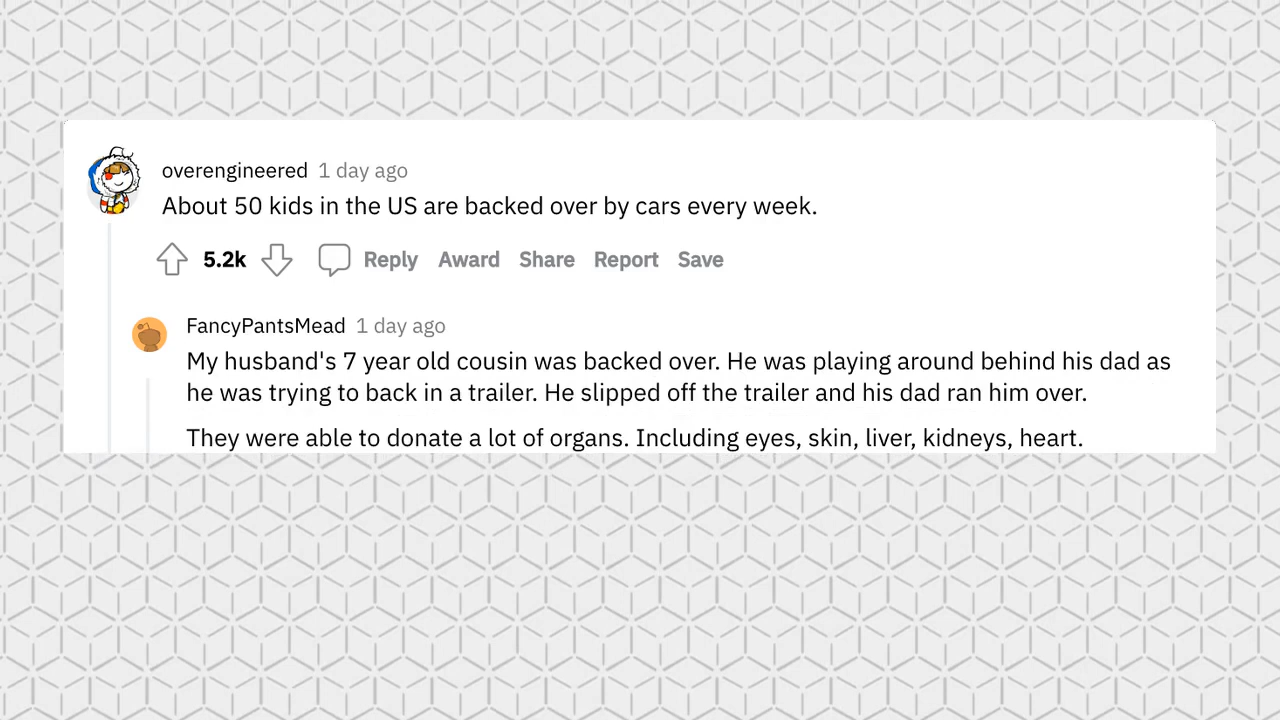 overengineered 1 day ago
About 50 kids in the US are backed over by cars every week.
5.2k Reply Award Share Report Save
FancyPantsMead 1 day ago
My husband's 7 year old cousin was backed over. He was playing around behind his dad as
he was trying to back in a trailer. He slipped off the trailer and his dad ran him over.
They were able to donate a lot of organs. Including eyes, skin, liver, kidneys, heart.